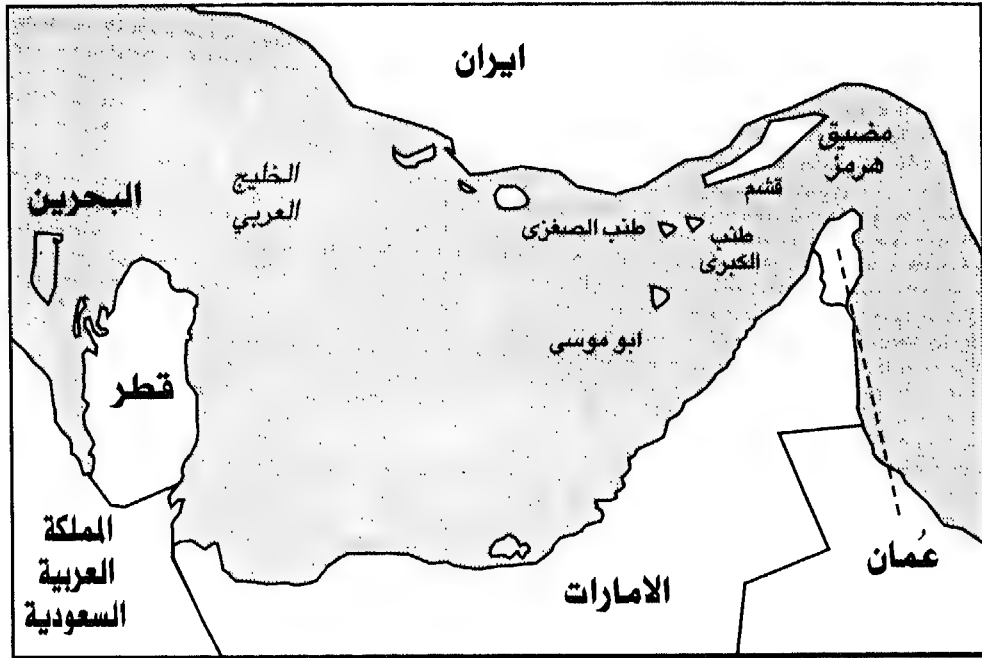 ايران
مضيق
هرمز
قشم
الخليج
العربي
البحرين
طنب الصغرى
طنب
الكبرى
ابو موسى
قطر
المملكة
العربية
السعودية
الامارات
عُمان